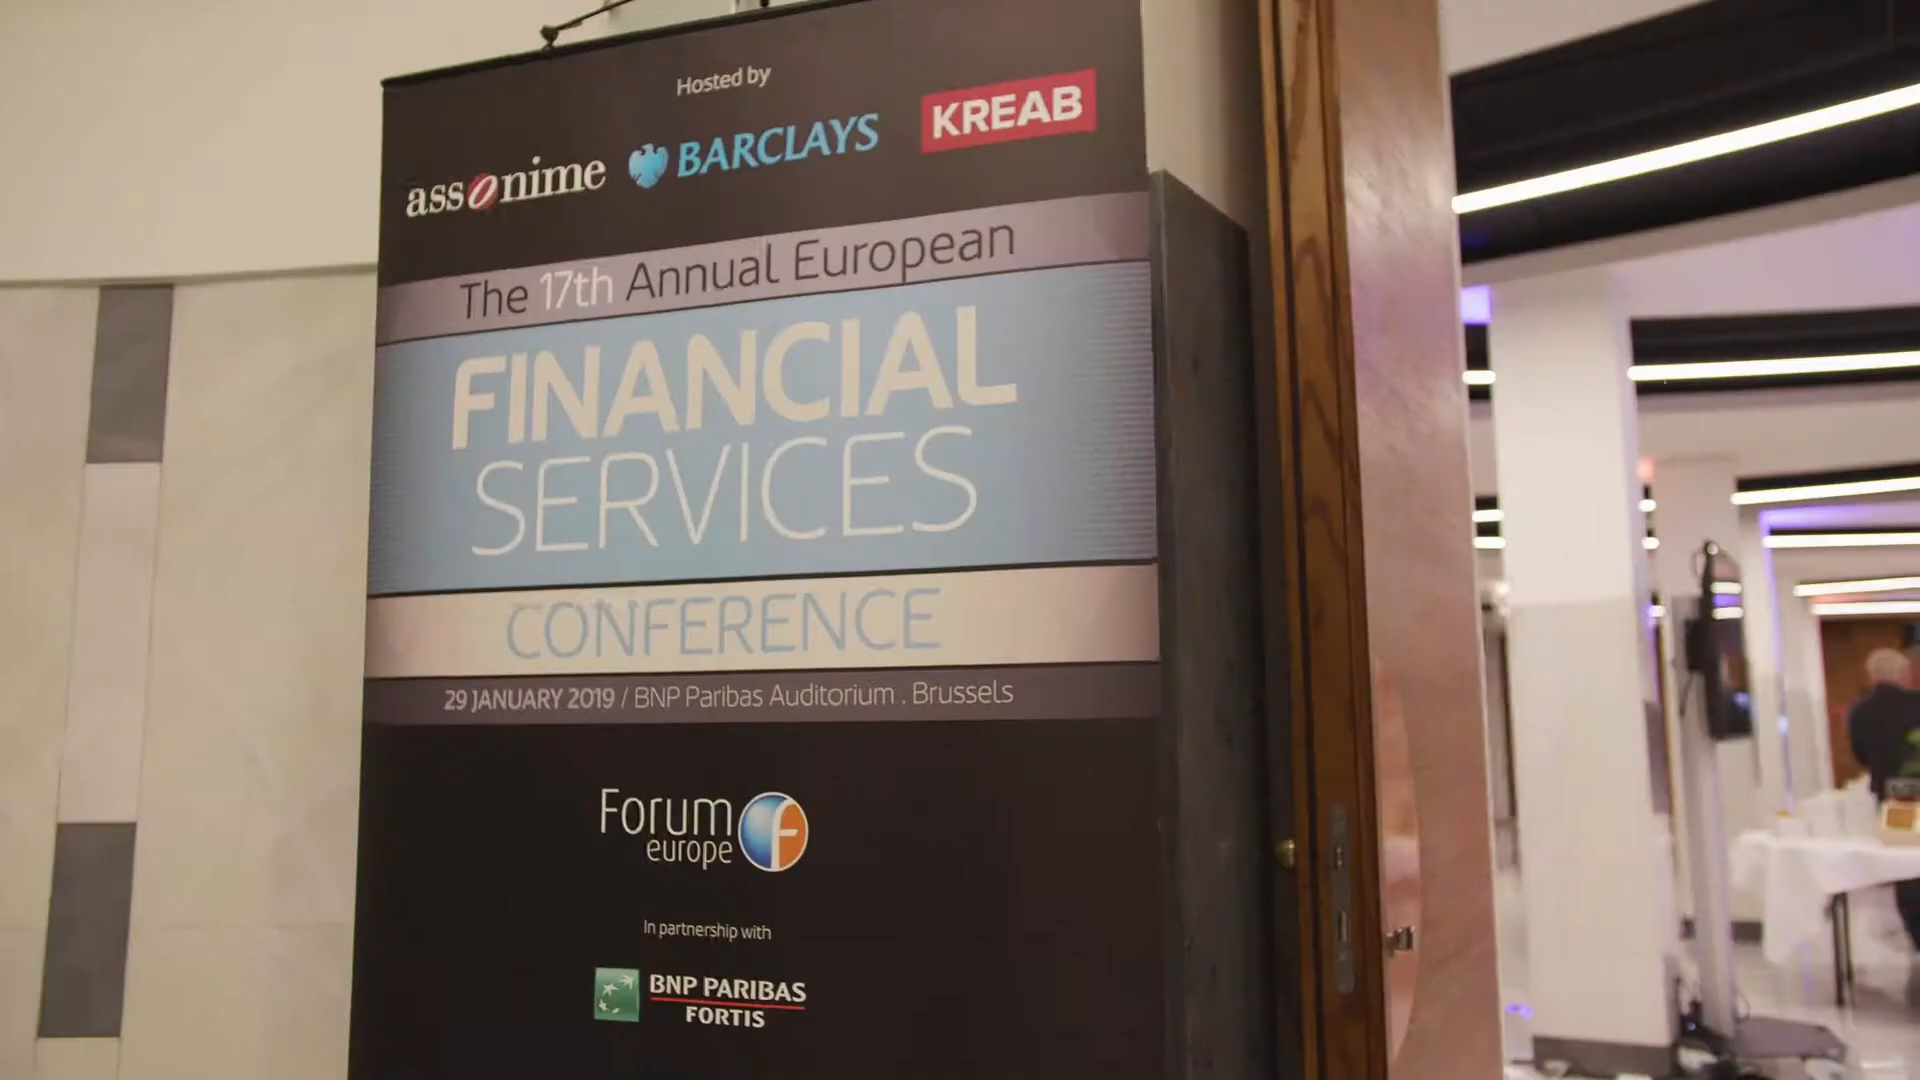 Hosted by
assonime BARCLAYS KREAB
The 17th Annual European
FINANCIAL
SERVICES
CONFERENCE
29 JANUARY 2019 / BNP Paribas Auditorium . Brussels
Forum
europe
In partnership with
BNP PARIBAS
FORTIS